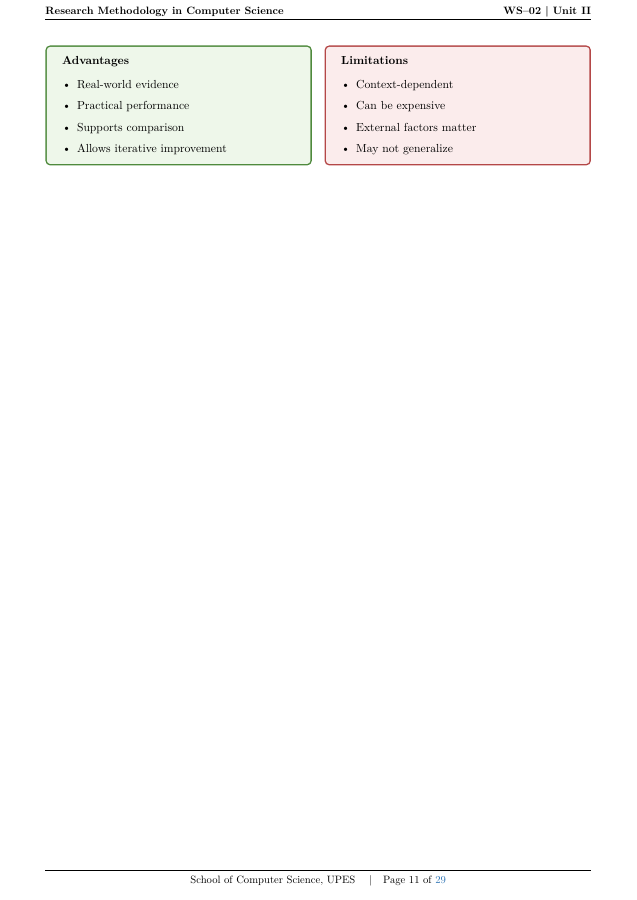 Research Methodology in Computer Science WS–02 | Unit II
Advantages
• Real-world evidence
• Practical performance
• Supports comparison
• Allows iterative improvement
Limitations
• Context-dependent
• Can be expensive
• External factors matter
• May not generalize
School of Computer Science, UPES | Page 11 of 29